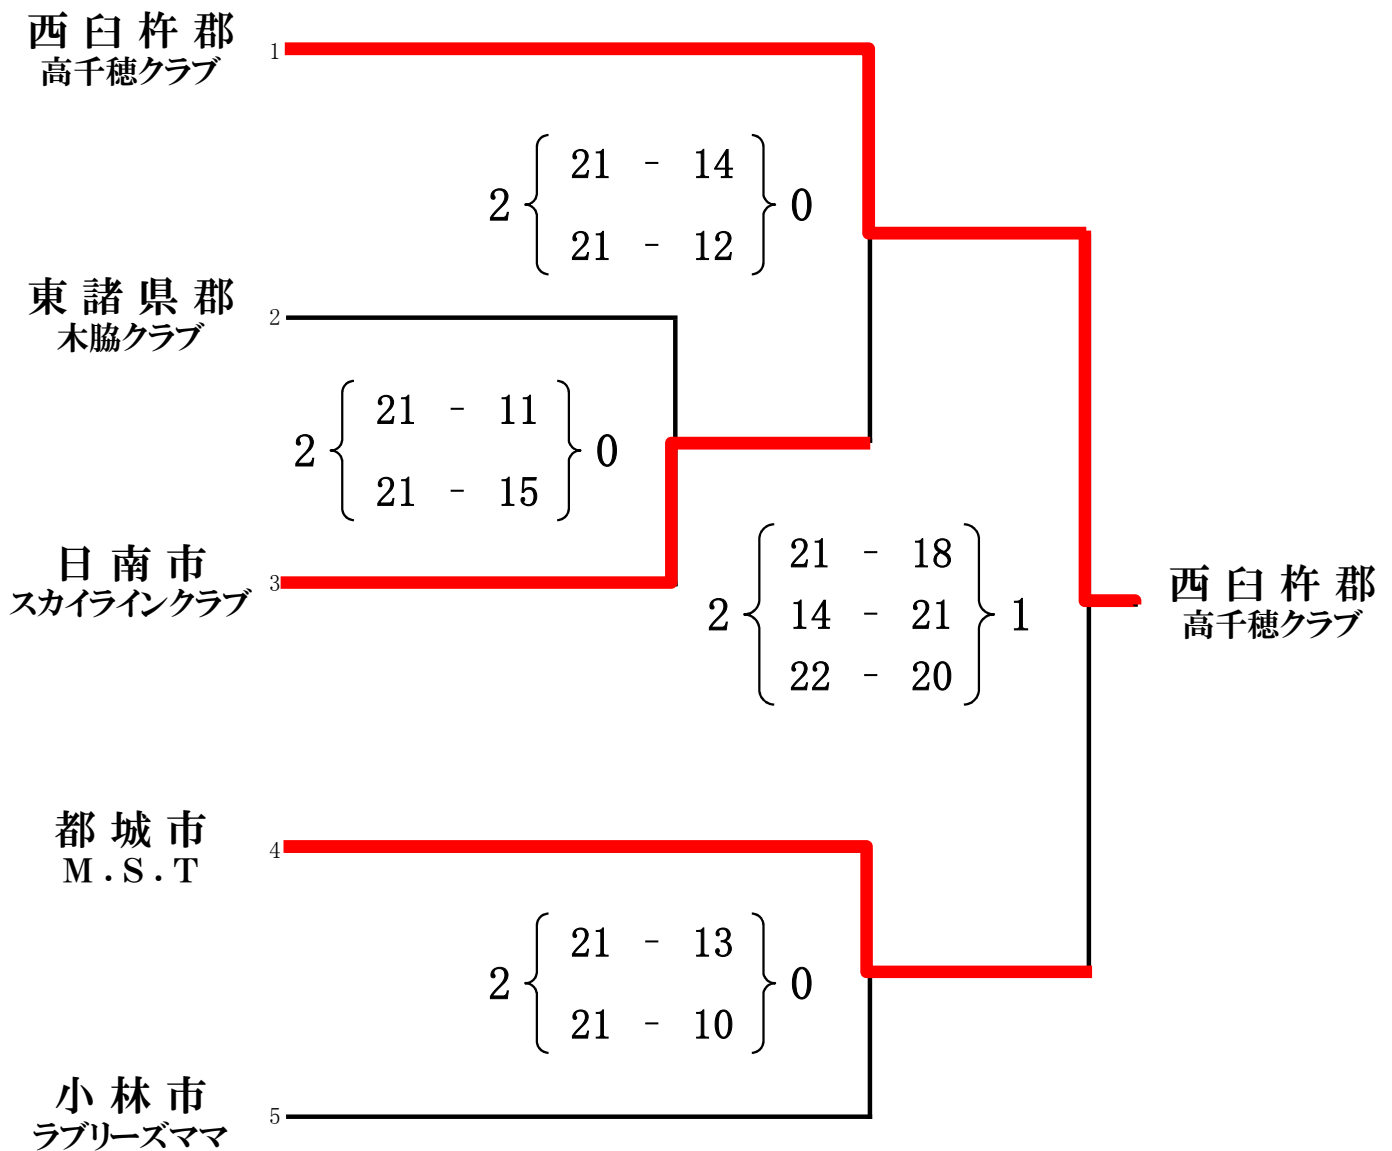 西臼杵郡
高千穂クラブ
1
21 - 14
2 0
21 - 12
東諸県郡
木脇クラブ
2
21 - 11
2 0
21 - 15
日南市
スカイラインクラブ
3
21 - 18
2 14 - 21 1
22 - 20
西臼杵郡
高千穂クラブ
都城市
M.S.T
4
21 - 13
2 0
21 - 10
小林市
ラブリーズママ
5